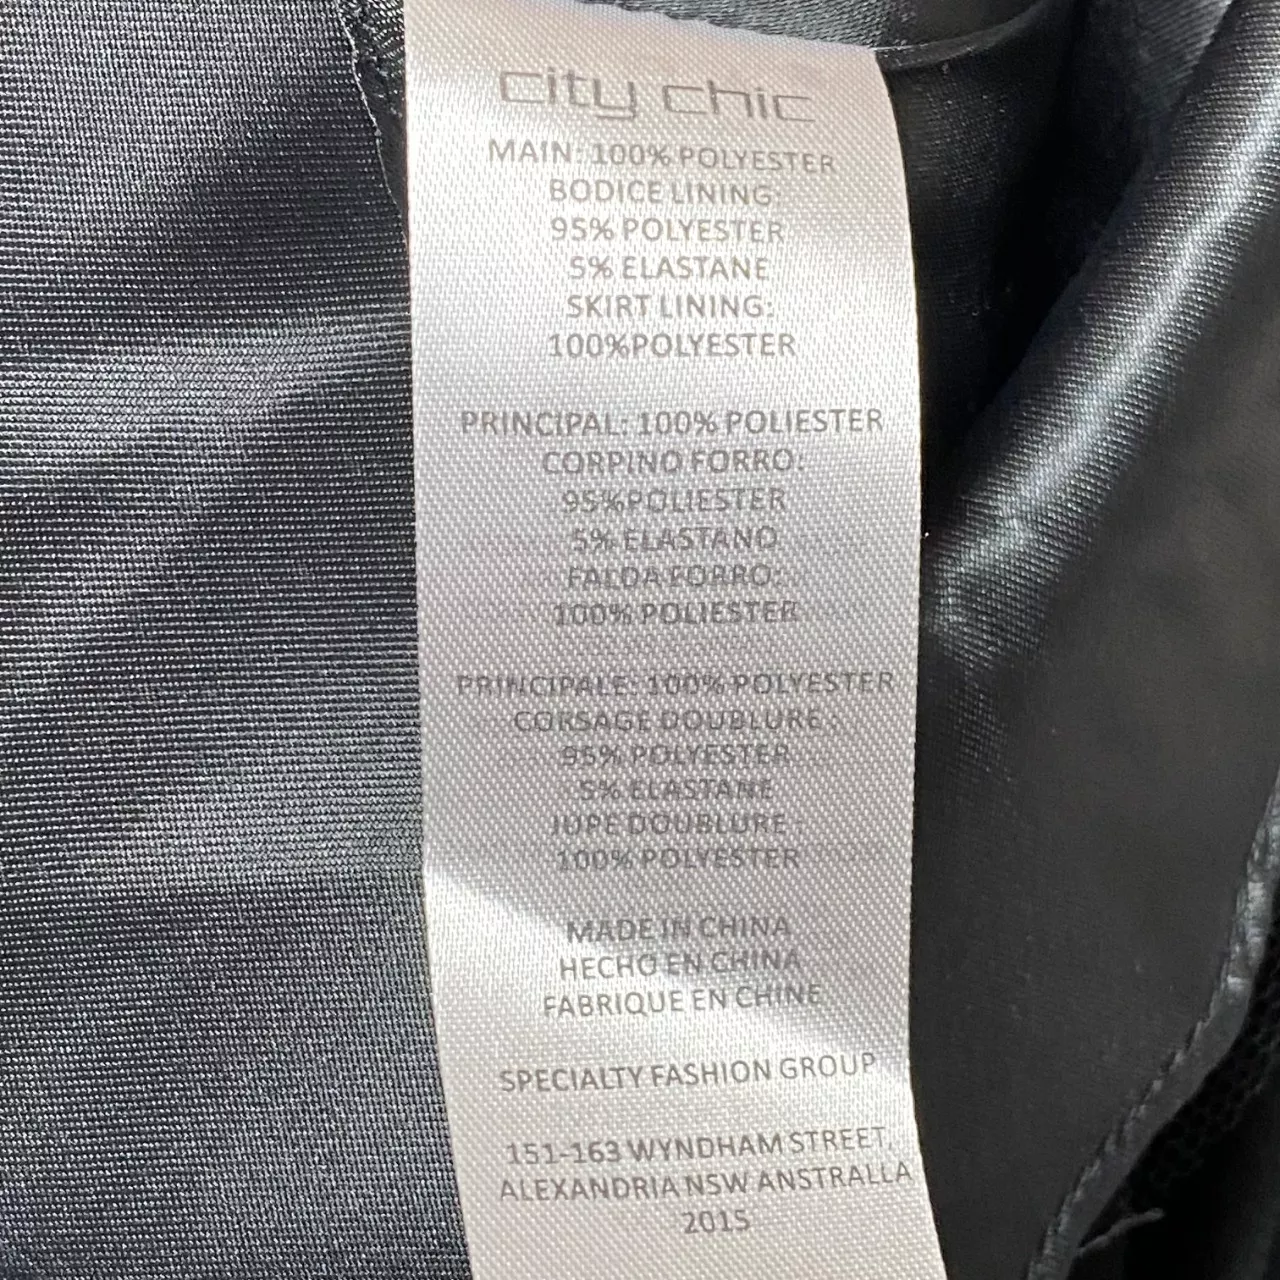 city chic
MAIN: 100% POLYESTER
BODICE LINING:
95% POLYESTER
5% ELASTANE
SKIRT LINING:
100%POLYESTER
PRINCIPAL: 100% POLIESTER
CORPINO FORRO:
95%POLIESTER
5% ELASTANO
FALDA FORRO:
100% POLIESTER
PRINCIPALE: 100% POLYESTER
CORSAGE DOUBLURE :
95% POLYESTER
5% ELASTANE
JUPE DOUBLURE :
100% POLYESTER
MADE IN CHINA
HECHO EN CHINA
FABRIQUE EN CHINE
SPECIALTY FASHION GROUP
151-163 WYNDHAM STREET,
ALEXANDRIA NSW ANSTRALLA
2015